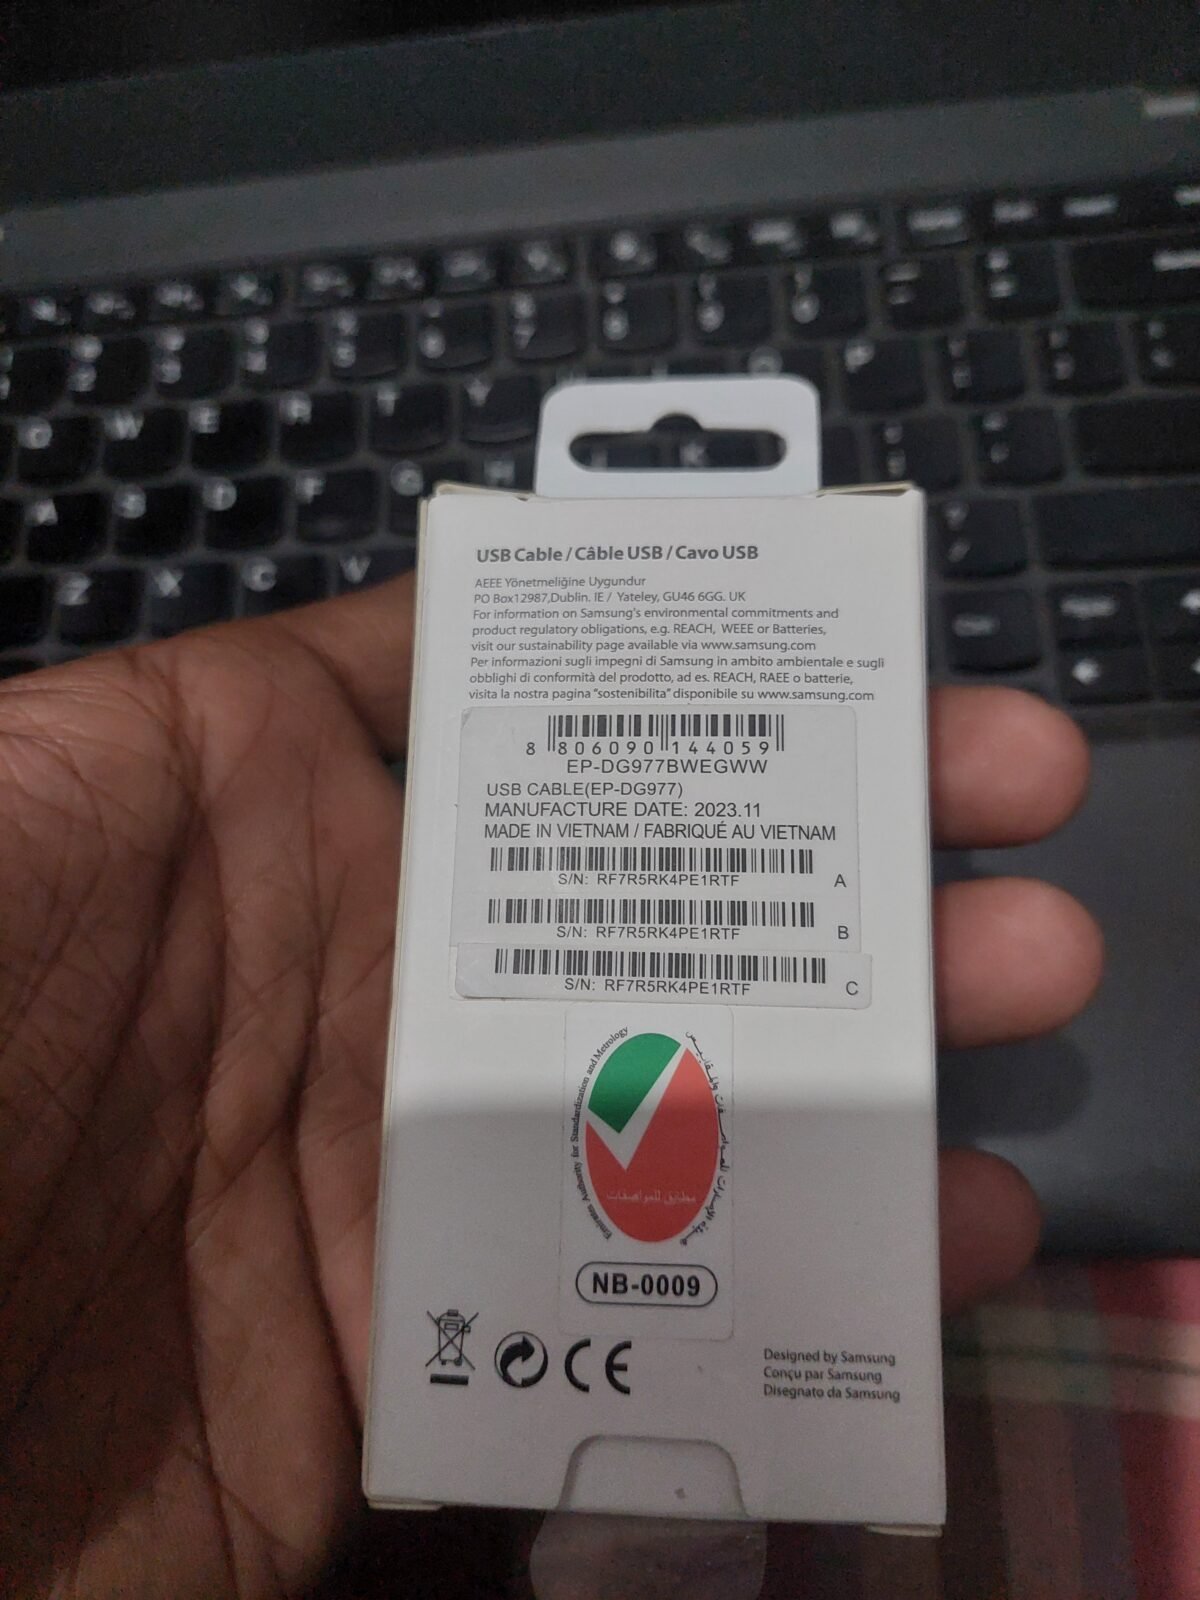 USB Cable / Câble USB / Cavo USB
AEEE Yönetmeliğine Uygundur
PO Box12987,Dublin. IE / Yateley, GU46 6GG. UK
For information on Samsung's environmental commitments and
product regulatory obligations, e.g. REACH, WEEE or Batteries,
visit our sustainability page available via www.samsung.com
Per informazioni sugli impegni di Samsung in ambito ambientale e sugli
obblighi di conformità del prodotto, ad es. REACH, RAEE o batterie,
visita la nostra pagina "sostenibilita" disponibile su www.samsung.com
8 806090 144059
EP-DG977BWEGWW
USB CABLE(EP-DG977)
MANUFACTURE DATE: 2023.11
MADE IN VIETNAM / FABRIQUÉ AU VIETNAM
S/N: RF7R5RK4PE1RTF A
S/N: RF7R5RK4PE1RTF B
S/N: RF7R5RK4PE1RTF C
Emirates Authority for Standardization and Metrology
هيئة الإمارات للمواصفات والمقاييس
مطابق للمواصفات
NB-0009
CE
Designed by Samsung
Conçu par Samsung
Disegnato da Samsung